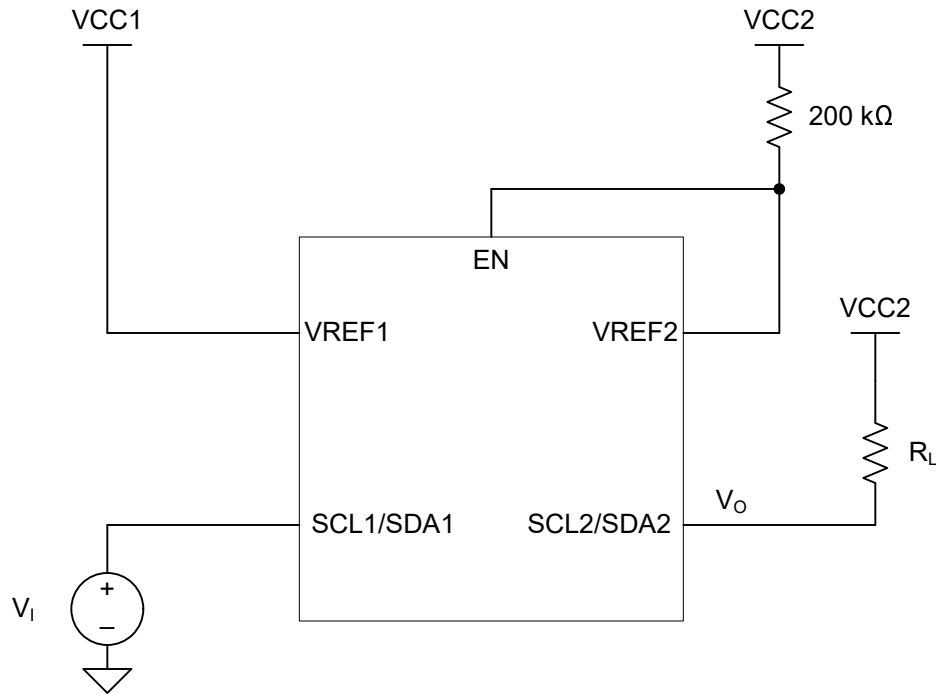 VCC1
VCC2
200 kΩ
EN
VREF1
VREF2
VCC2
SCL1/SDA1
SCL2/SDA2
VO
RL
VI
+
–